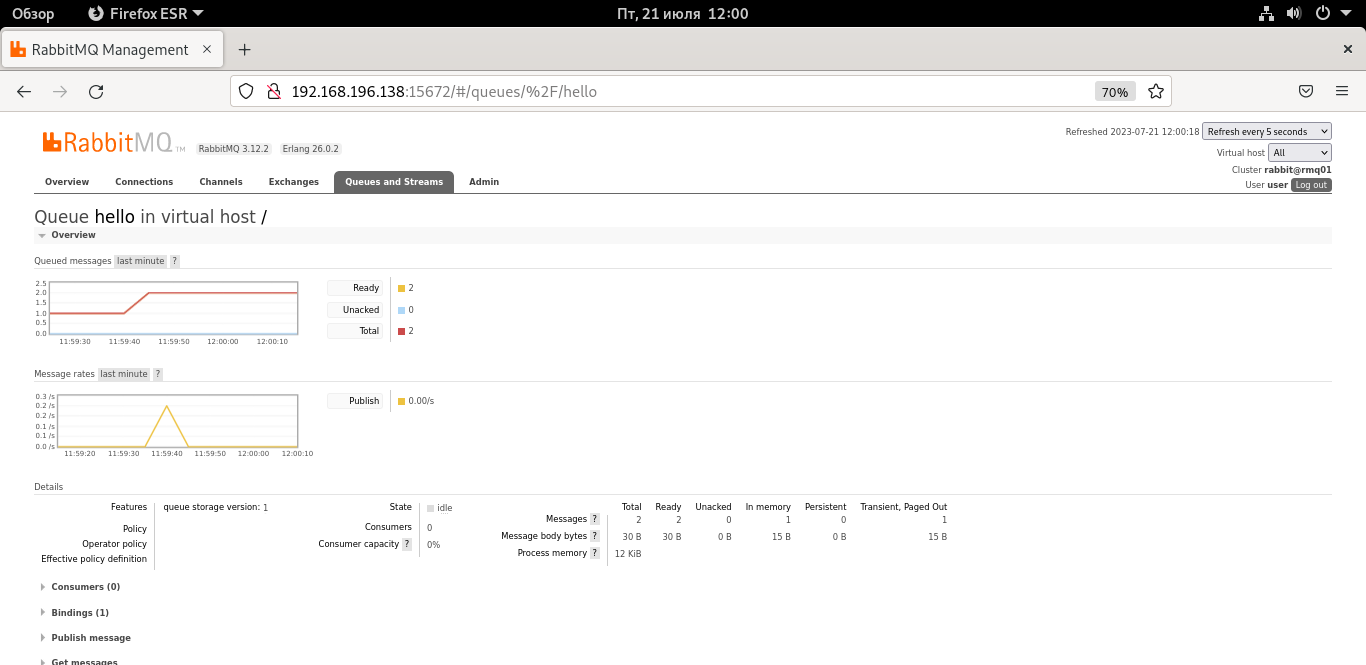 Обзор Firefox ESR Пт, 21 июля 12:00
RabbitMQ Management
192.168.196.138:15672/#/queues/%2F/hello 70%
RabbitMQ TM RabbitMQ 3.12.2 Erlang 26.0.2
Refreshed 2023-07-21 12:00:18 Refresh every 5 seconds
Virtual host All
Cluster rabbit@rmq01
User user Log out
Overview Connections Channels Exchanges Queues and Streams Admin
Queue hello in virtual host /
Overview
Queued messages last minute ?
2.5
2.0
1.5
1.0
0.5
0.0
11:59:30 11:59:40 11:59:50 12:00:00 12:00:10
Ready 2
Unacked 0
Total 2
Message rates last minute ?
0.3 /s
0.2 /s
0.2 /s
0.1 /s
0.1 /s
0.0 /s
11:59:20 11:59:30 11:59:40 11:59:50 12:00:00 12:00:10
Publish 0.00/s
Details
Features queue storage version: 1
Policy
Operator policy
Effective policy definition
State idle
Consumers 0
Consumer capacity ? 0%
Total Ready Unacked In memory Persistent Transient, Paged Out
Messages ? 2 2 0 1 0 1
Message body bytes ? 30 B 30 B 0 B 15 B 0 B 15 B
Process memory ? 12 KiB
Consumers (0)
Bindings (1)
Publish message
Get messages